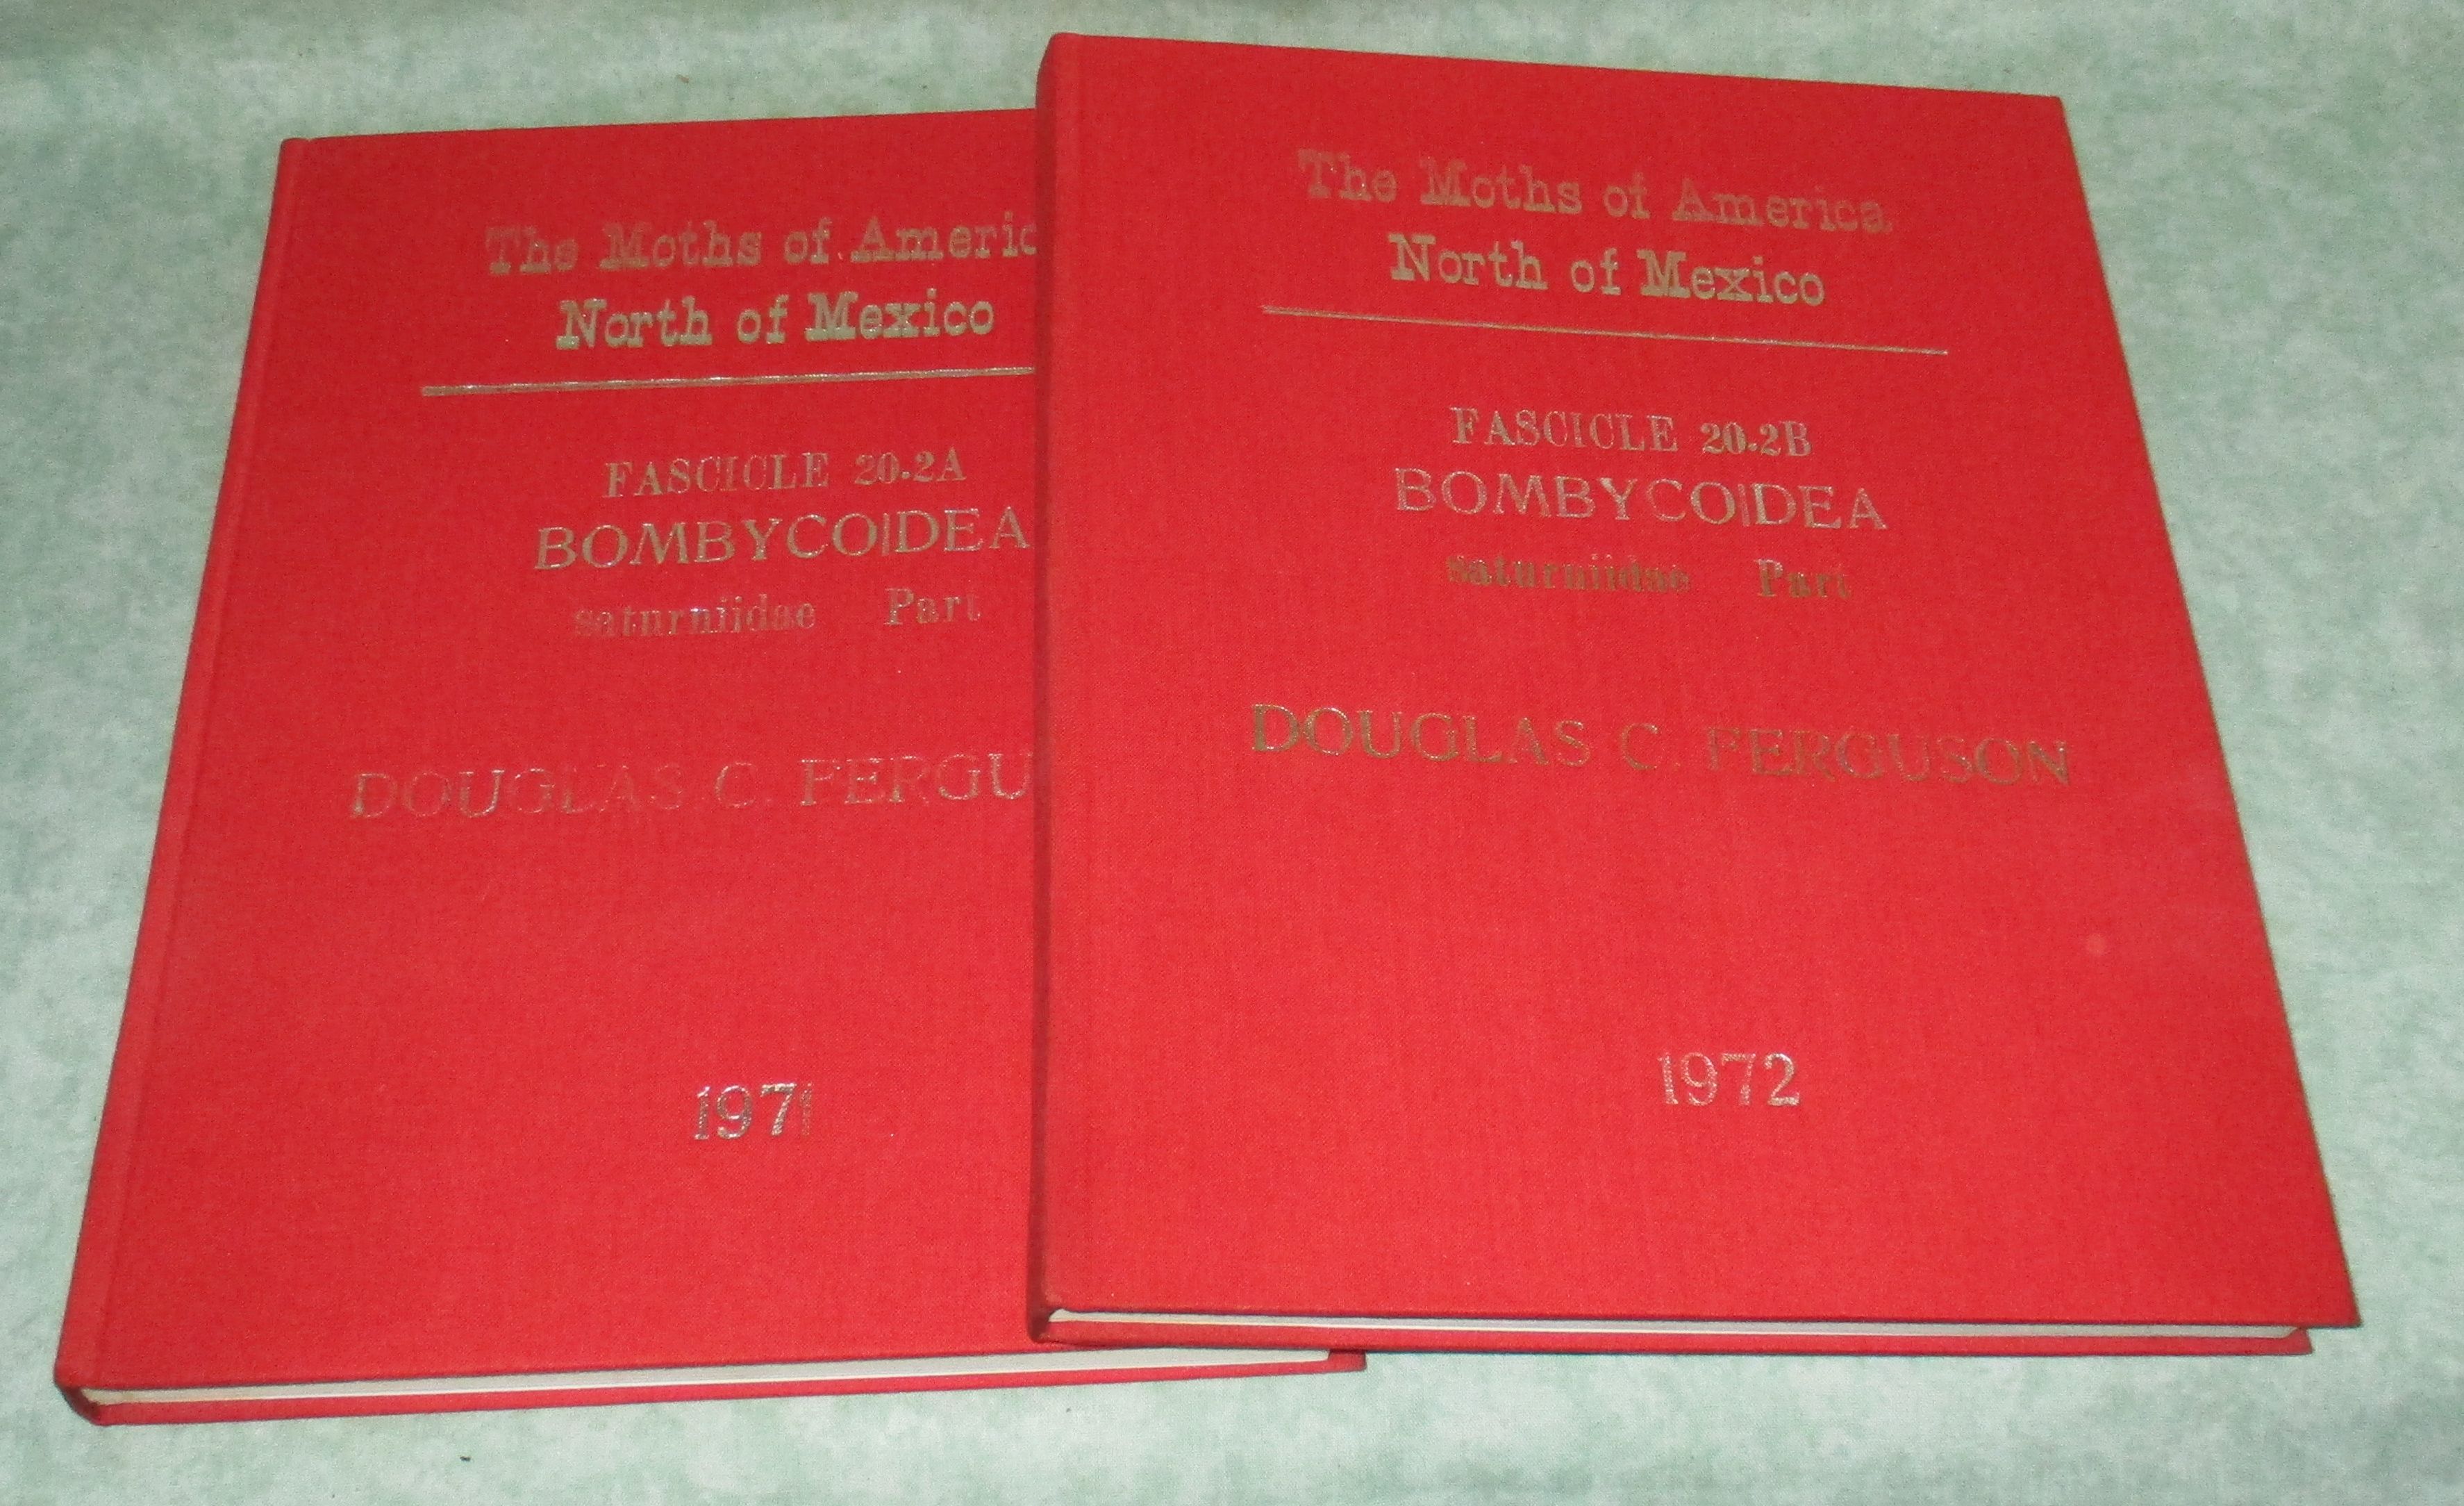 The Moths of Americ
North of Mexico
FASCICLE 20.2A
BOMBYCOIDEA
saturniidae Part
DOUGLAS C. FERGU
1971
The Moths of America
North of Mexico
FASCICLE 20.2B
BOMBYCOIDEA
saturniidae Part
DOUGLAS C. FERGUSON
1972